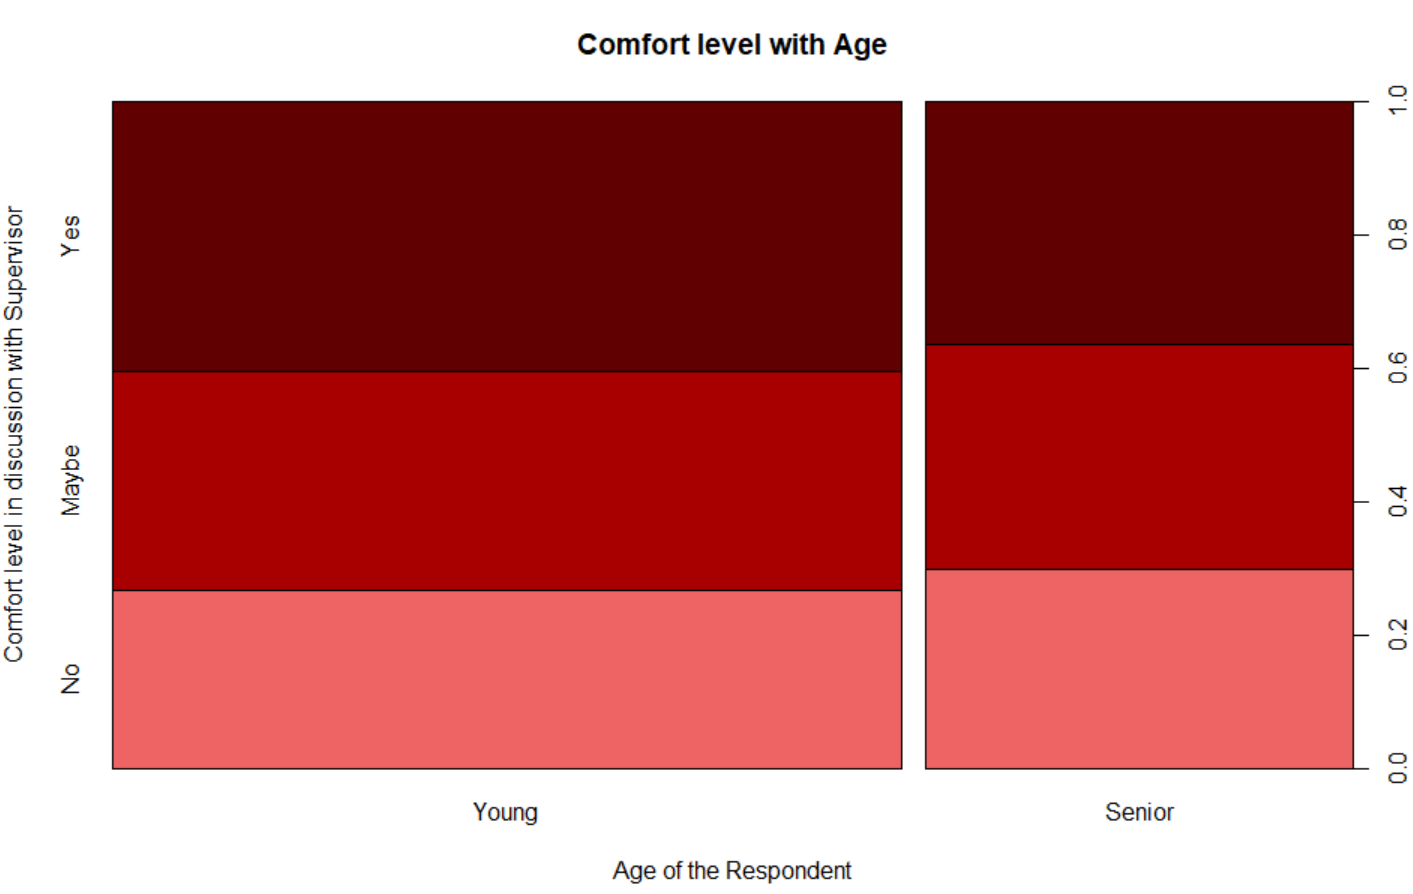 Comfort level with Age
Comfort level in discussion with Supervisor
Yes
Maybe
No
1.0
0.8
0.6
0.4
0.2
0.0
Young
Senior
Age of the Respondent